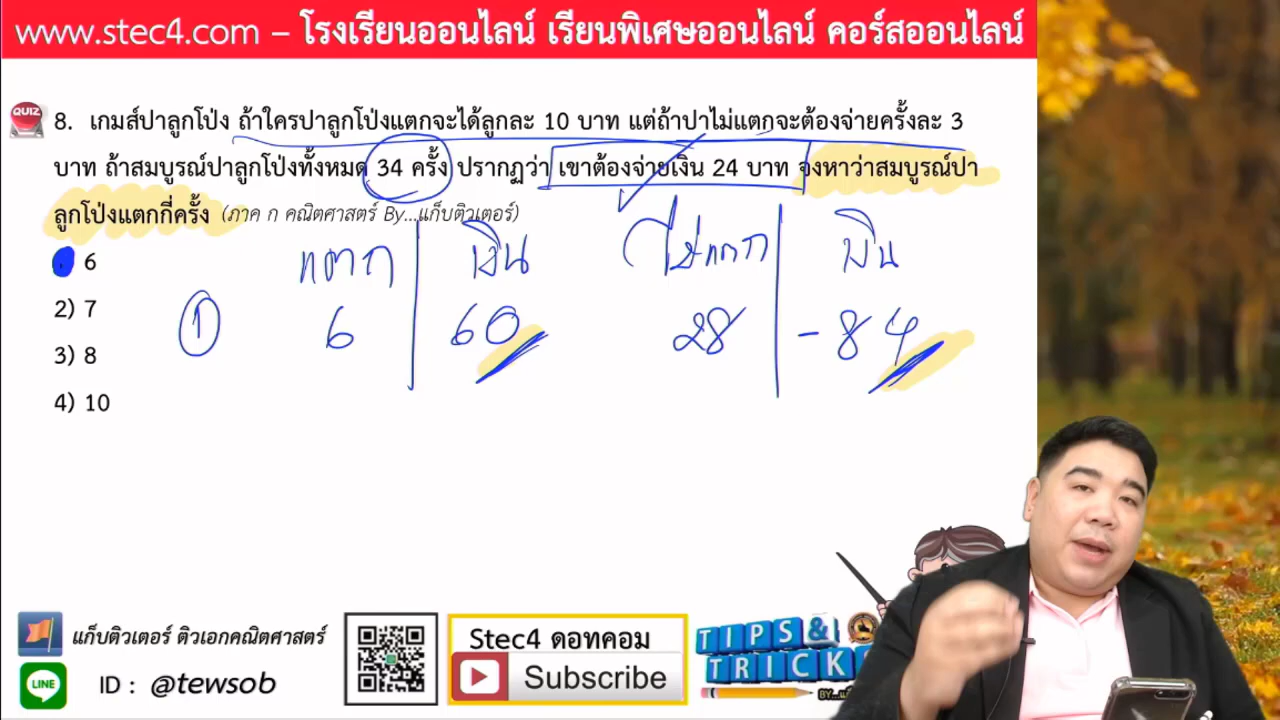 www.stec4.com – โรงเรียนออนไลน์ เรียนพิเศษออนไลน์ คอร์สออนไลน์
QUIZ
8. เกมส์ปาลูกโป่ง ถ้าใครปาลูกโป่งแตกจะได้ลูกละ 10 บาท แต่ถ้าปาไม่แตกจะต้องจ่ายครั้งละ 3
บาท ถ้าสมบูรณ์ปาลูกโป่งทั้งหมด 34 ครั้ง ปรากฏว่า เขาต้องจ่ายเงิน 24 บาท จงหาว่าสมบูรณ์ปา
ลูกโป่งแตกกี่ครั้ง (ภาค ก คณิตศาสตร์ By...แก็บติวเตอร์)
แตก เงิน ไม่แตก เงิน
6
1 6 60 28 -84
2) 7
3) 8
4) 10
แก็บติวเตอร์ ติวเอกคณิตศาสตร์
LINE ID : @tewsob
Stec4 ดอทคอม
Subscribe
TIPS &
TRICK
BY...แก็บ